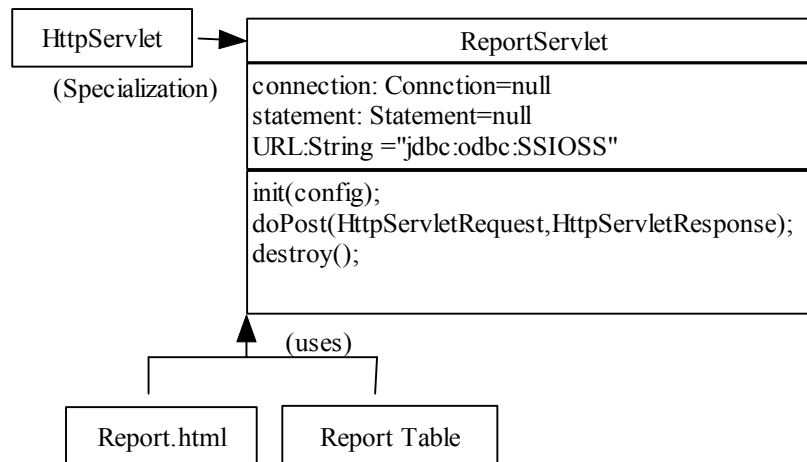 HttpServlet
ReportServlet
(Specialization)
connection: Connction=null
statement: Statement=null
URL:String ="jdbc:odbc:SSIOSS"
init(config);
doPost(HttpServletRequest,HttpServletResponse);
destroy();
(uses)
Report.html
Report Table